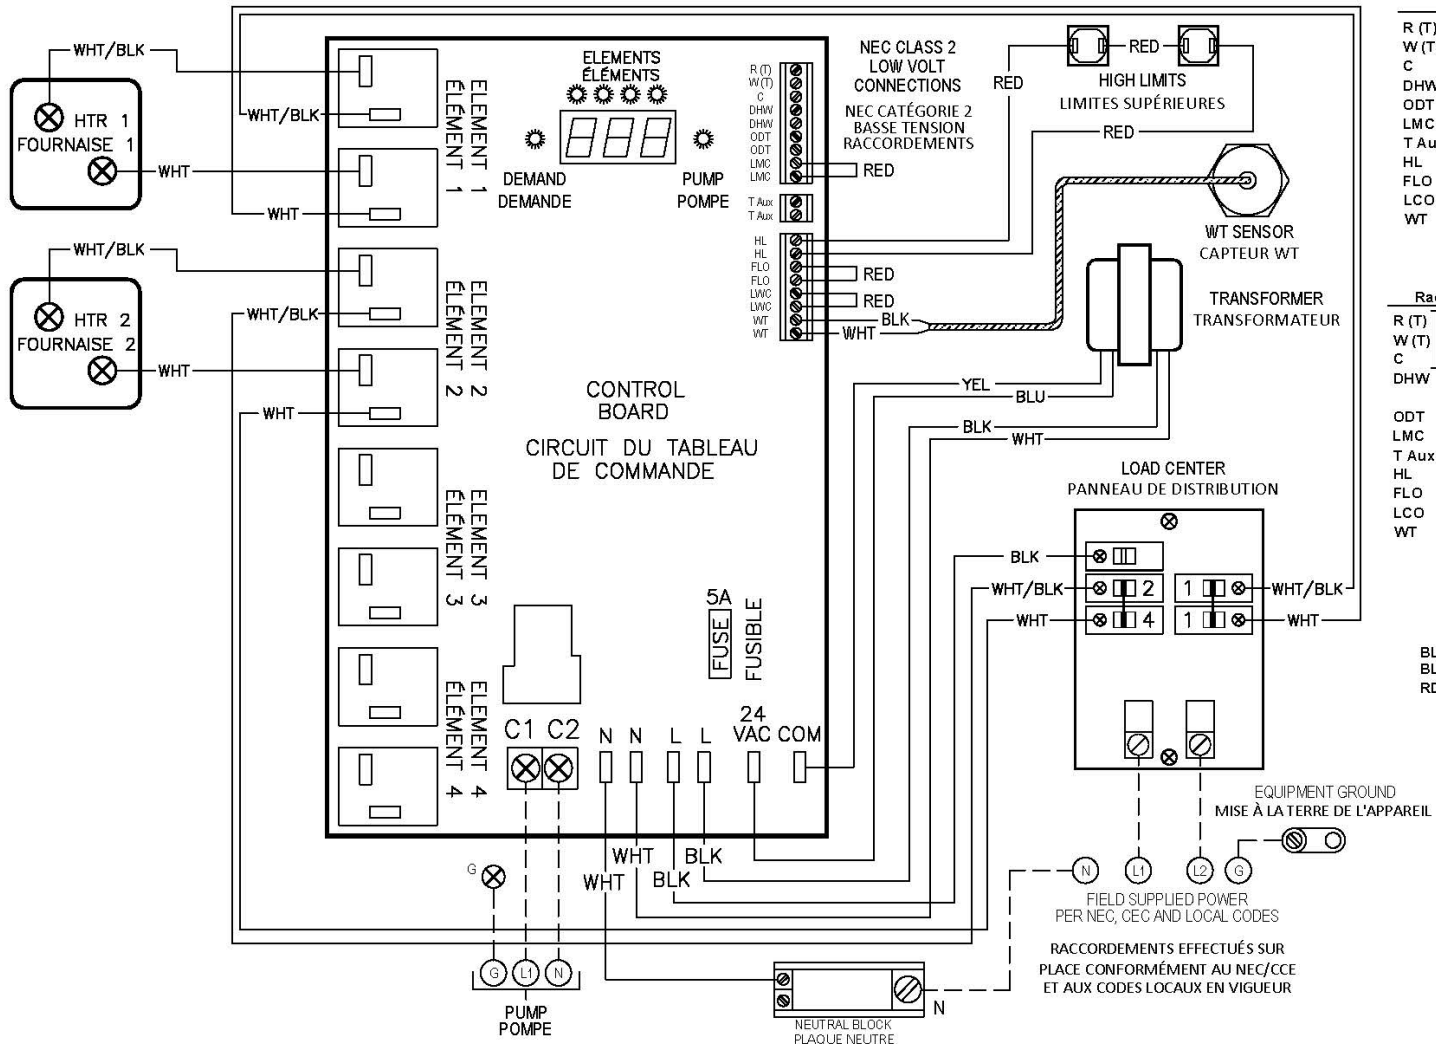 WHT/BLK
HTR 1
FOURNAISE 1
WHT
WHT/BLK
WHT
WHT/BLK
HTR 2
FOURNAISE 2
WHT
WHT/BLK
WHT
ELEMENT 1
ÉLÉMENT 1
ELEMENT 2
ÉLÉMENT 2
ELEMENT 3
ÉLÉMENT 3
ELEMENT 4
ÉLÉMENT 4
ELEMENTS
ÉLÉMENTS
DEMAND
DEMANDE
PUMP
POMPE
CONTROL
BOARD
CIRCUIT DU TABLEAU
DE COMMANDE
R (T)
W (T)
C
DHW
DHW
ODT
ODT
LMC
LMC
T Aux
T Aux
HL
HL
FLO
FLO
LWC
LWC
WT
WT
RED
RED
RED
BLK
WHT
NEC CLASS 2
LOW VOLT
CONNECTIONS
NEC CATÉGORIE 2
BASSE TENSION
RACCORDEMENTS
RED
RED
RED
HIGH LIMITS
LIMITES SUPÉRIEURES
WT SENSOR
CAPTEUR WT
TRANSFORMER
TRANSFORMATEUR
YEL
BLU
BLK
WHT
LOAD CENTER
PANNEAU DE DISTRIBUTION
BLK
WHT/BLK
2
1
WHT/BLK
WHT
4
1
WHT
5A
FUSE
FUSIBLE
C1 C2
N N L L
24
VAC
COM
WHT
BLK
WHT
BLK
G
G
L1
N
PUMP
POMPE
EQUIPMENT GROUND
MISE À LA TERRE DE L'APPAREIL
N
L1
L2
G
FIELD SUPPLIED POWER
PER NEC, CEC AND LOCAL CODES
RACCORDEMENTS EFFECTUÉS SUR
PLACE CONFORMÉMENT AU NEC/CCE
ET AUX CODES LOCAUX EN VIGUEUR
N
NEUTRAL BLOCK
PLAQUE NEUTRE
R (T)
W (T
C
DHW
ODT
LMC
T Au
HL
FLO
LCO
WT
Ra
R (T)
W (T)
C
DHW
ODT
LMC
T Aux
HL
FLO
LCO
WT
BL
BL
RD